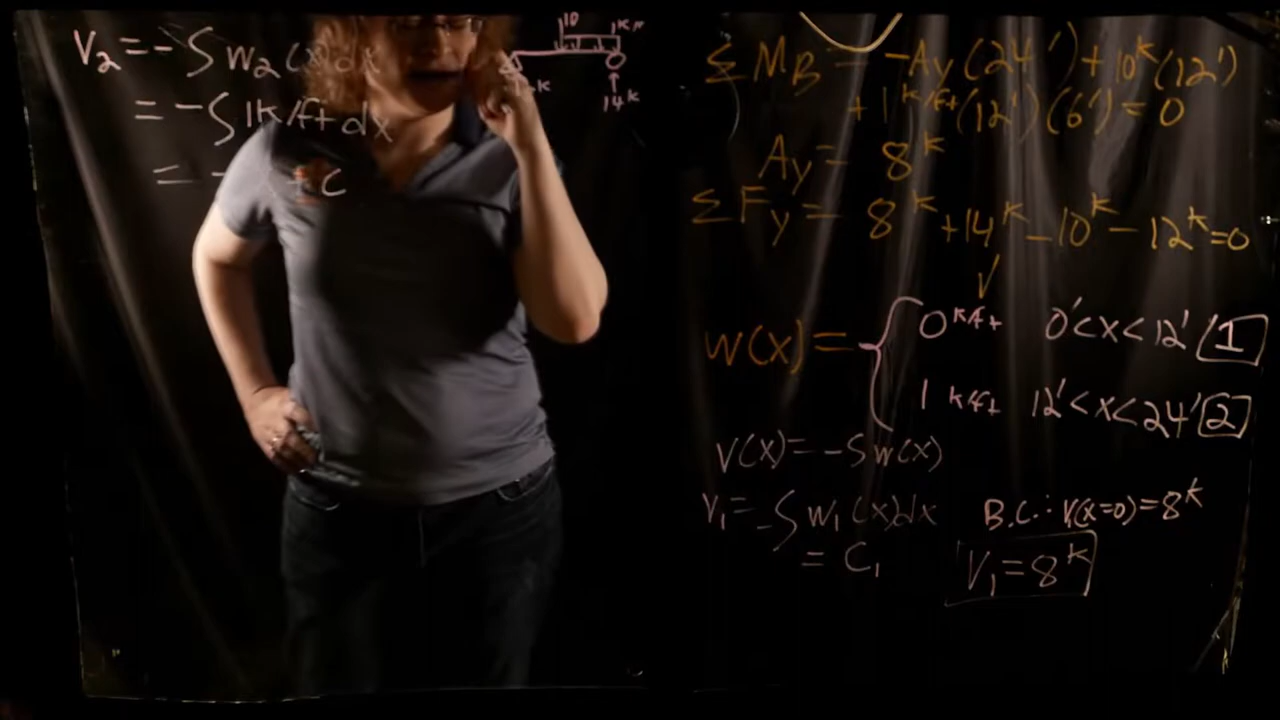 V₂ = -∫ w₂(x)dx
= -∫ 1k/ft dx
= - + C
10
14k
ΣM_B = -Ay(24') + 10ᵏ(12')
+ 1ᵏ/ft(12')(6') = 0
Ay = 8ᵏ
ΣFy = 8ᵏ + 14ᵏ - 10ᵏ - 12ᵏ = 0
✓
w(x) = { 0 k/ft 0' < x < 12' 1
1 k/ft 12' < x < 24' 2
V(x) = -∫w(x)
V₁ = -∫ w₁(x)dx B.C.: V(x=0) = 8ᵏ
= C₁ V₁ = 8ᵏ